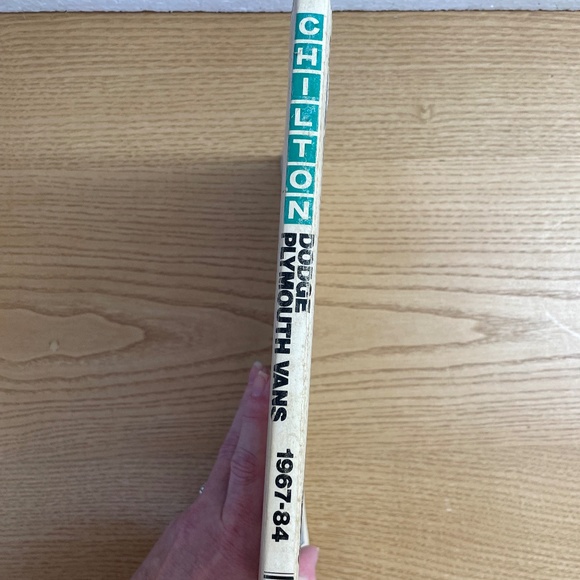 CHILTON
DODGE
PLYMOUTH VANS
1967-84